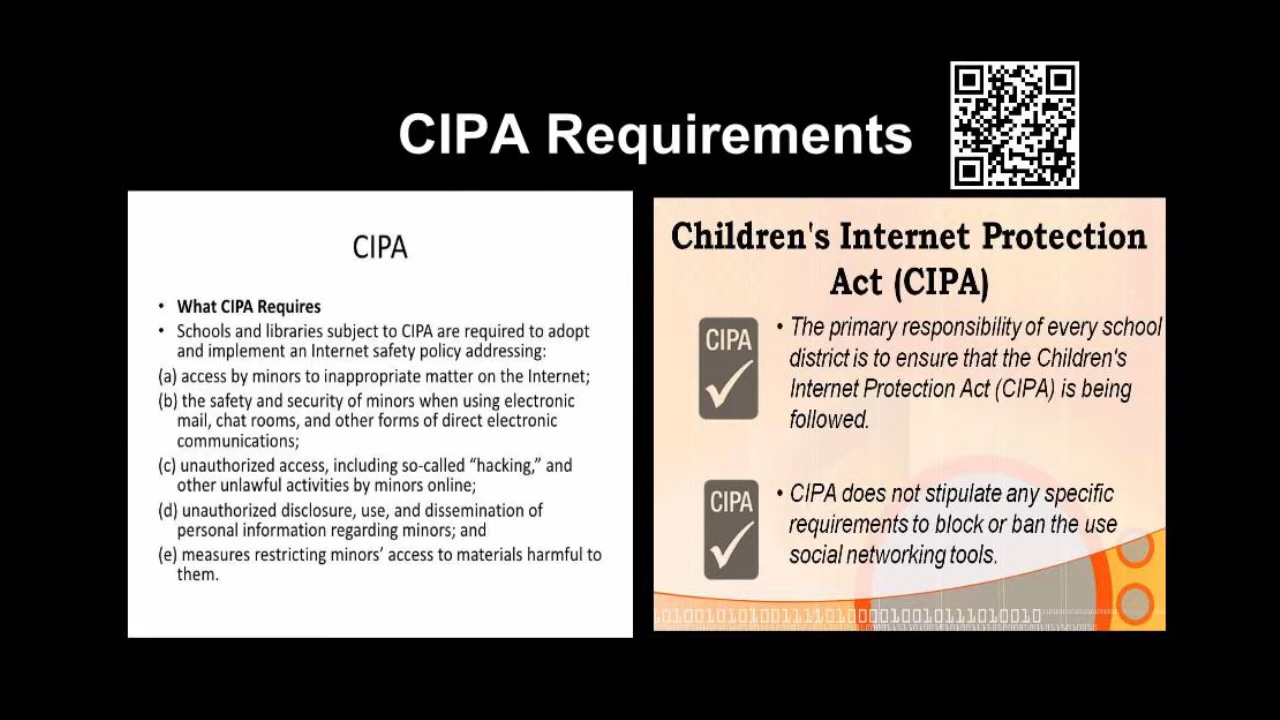 CIPA Requirements
CIPA
• What CIPA Requires
• Schools and libraries subject to CIPA are required to adopt
and implement an Internet safety policy addressing:
(a) access by minors to inappropriate matter on the Internet;
(b) the safety and security of minors when using electronic
mail, chat rooms, and other forms of direct electronic
communications;
(c) unauthorized access, including so-called “hacking,” and
other unlawful activities by minors online;
(d) unauthorized disclosure, use, and dissemination of
personal information regarding minors; and
(e) measures restricting minors’ access to materials harmful to
them.
Children's Internet Protection
Act (CIPA)
CIPA
• The primary responsibility of every school
district is to ensure that the Children's
Internet Protection Act (CIPA) is being
followed.
CIPA
• CIPA does not stipulate any specific
requirements to block or ban the use
social networking tools.